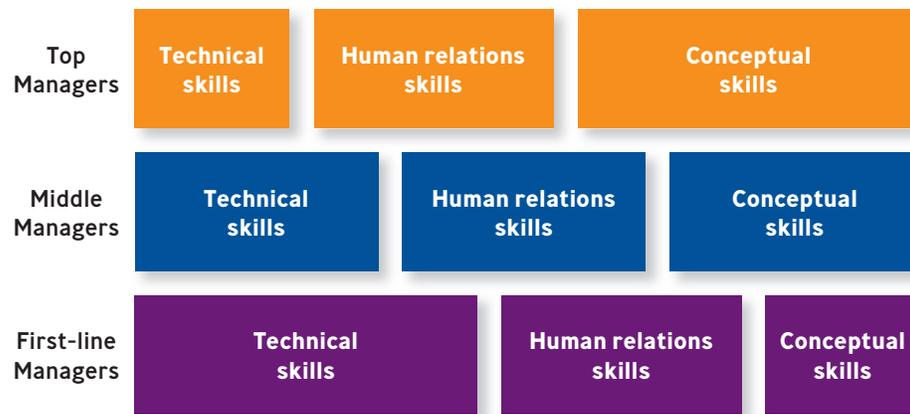 Top
Managers
Technical
skills
Human relations
skills
Conceptual
skills
Middle
Managers
Technical
skills
Human relations
skills
Conceptual
skills
First-line
Managers
Technical
skills
Human relations
skills
Conceptual
skills